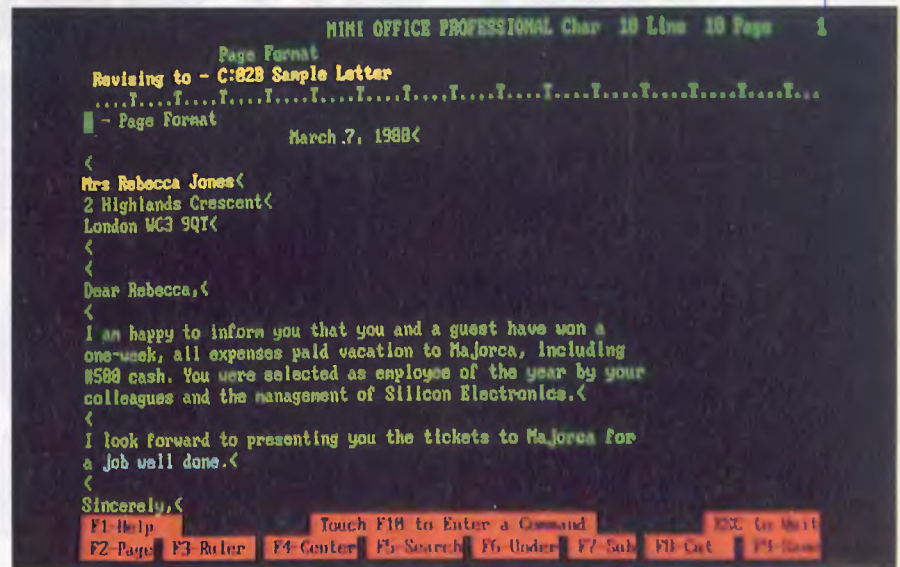 MINI OFFICE PROFESSIONAL Char 10 Line 10 Page 1
Page Format
Revising to - C:02B Sample Letter
....T....T....T....T....T....T....T....T....T....T....T....T....T....T....T...
- Page Format
March 7, 1988<
<
Mrs Rebecca Jones<
2 Highlands Crescent<
London WC3 9QT<
<
<
Dear Rebecca,<
<
I am happy to inform you that you and a guest have won a
one-week, all expenses paid vacation to Majorca, including
#500 cash. You were selected as employee of the year by your
colleagues and the management of Silicon Electronics.<
<
I look forward to presenting you the tickets to Majorca for
a job well done.<
<
Sincerely,<
F1-Help Touch F10 to Enter a Command ESC to Quit
F2-Page F3-Ruler F4-Center F5-Search F6-Under F7-Sub F8-Cut